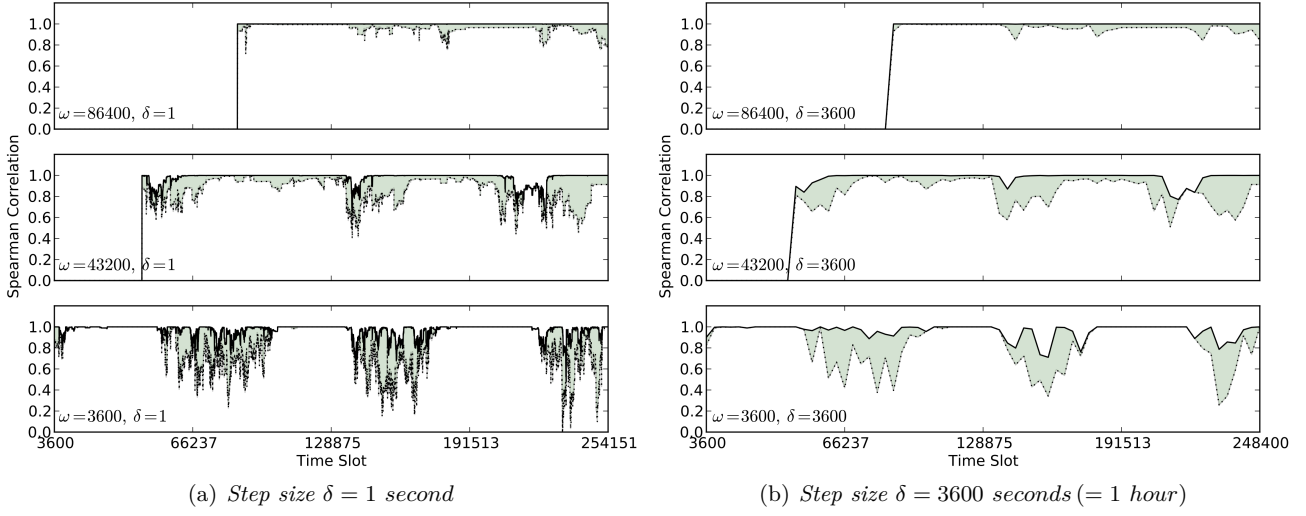 1.0
0.8
0.6
0.4
0.2
0.0
ω=86400, δ=1
1.0
0.8
0.6
0.4
0.2
0.0
ω=43200, δ=1
1.0
0.8
0.6
0.4
0.2
0.0
ω=3600, δ=1
Spearman Correlation
3600 66237 128875 191513 254151
Time Slot
(a) Step size δ = 1 second
1.0
0.8
0.6
0.4
0.2
0.0
ω=86400, δ=3600
1.0
0.8
0.6
0.4
0.2
0.0
ω=43200, δ=3600
1.0
0.8
0.6
0.4
0.2
0.0
ω=3600, δ=3600
Spearman Correlation
3600 66237 128875 191513 248400
Time Slot
(b) Step size δ = 3600 seconds (= 1 hour)